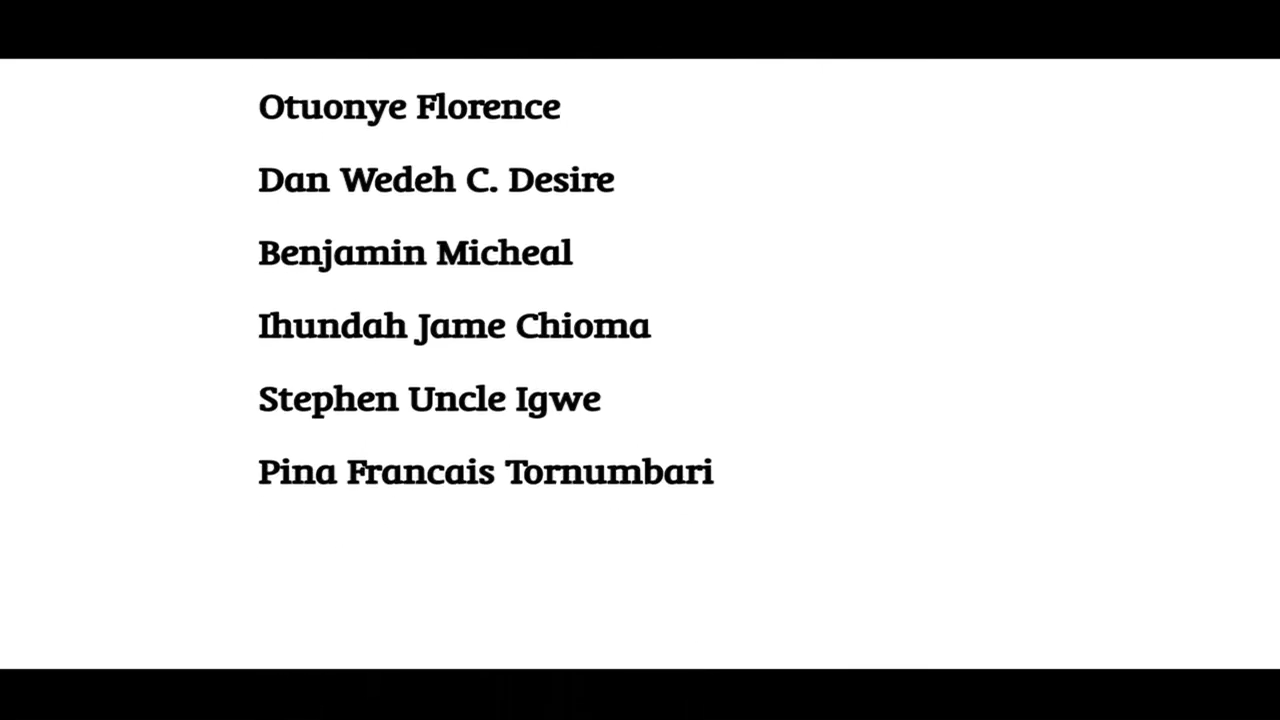 Otuonye Florence
Dan Wedeh C. Desire
Benjamin Micheal
Ihundah Jame Chioma
Stephen Uncle Igwe
Pina Francais Tornumbari